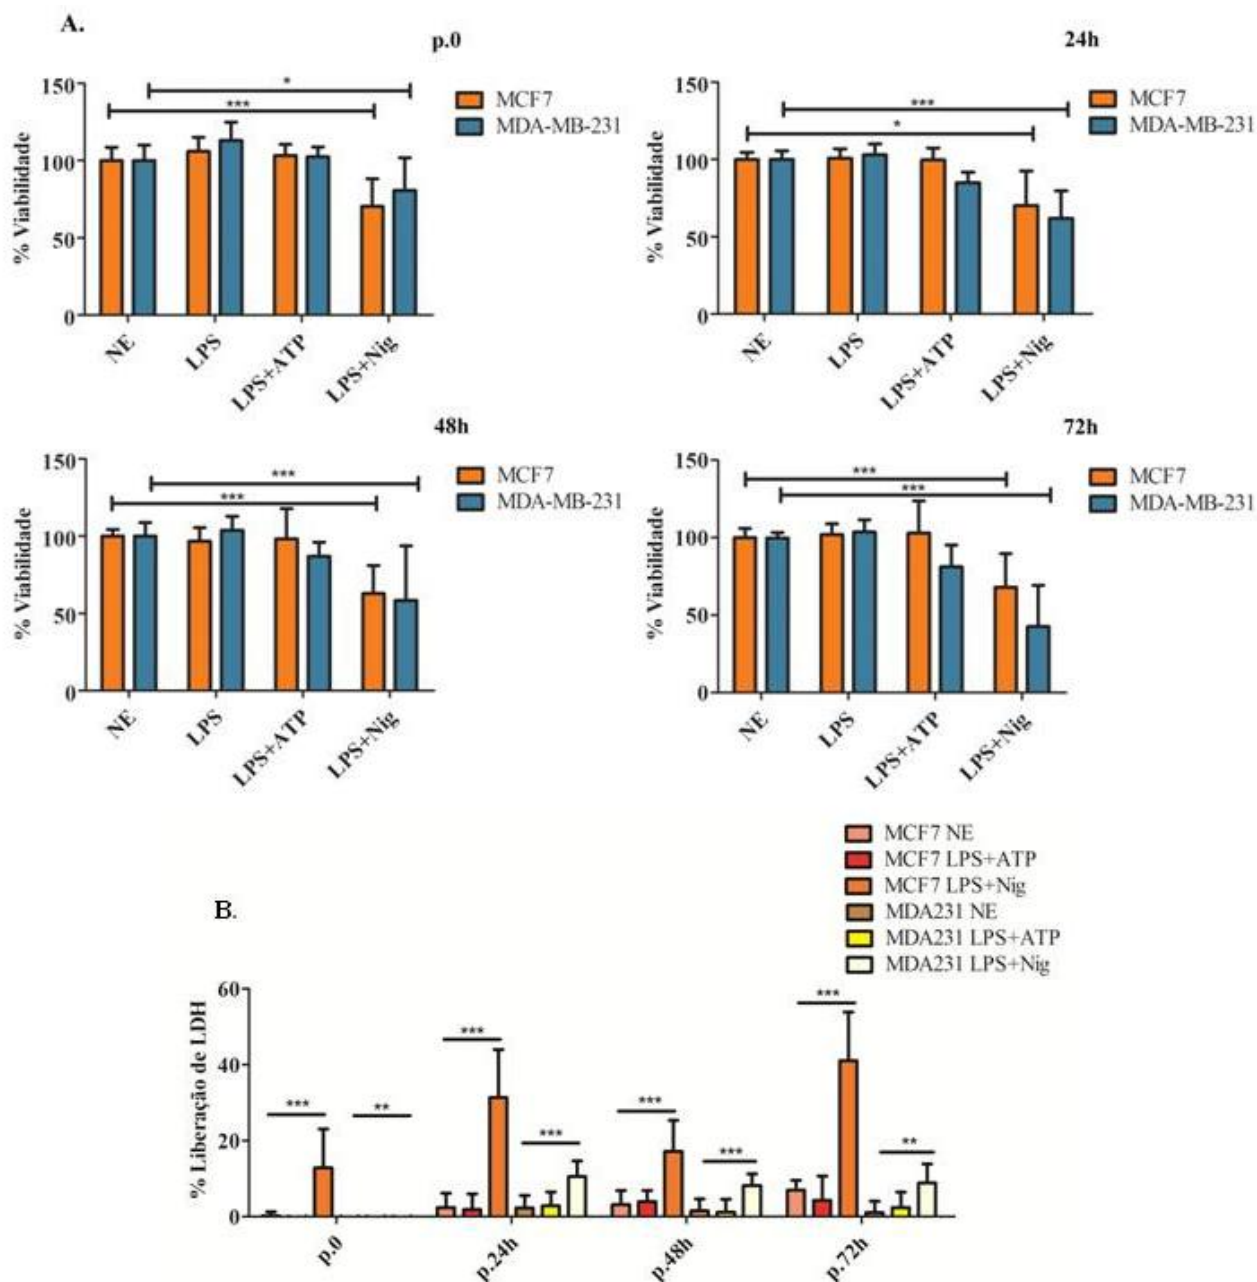 A.
p.0
% Viabilidade
150
100
50
0
*
***
MCF7
MDA-MB-231
NE
LPS
LPS+ATP
LPS+Nig
24h
% Viabilidade
150
100
50
0
***
*
MCF7
MDA-MB-231
NE
LPS
LPS+ATP
LPS+Nig
48h
% Viabilidade
150
100
50
0
***
***
MCF7
MDA-MB-231
NE
LPS
LPS+ATP
LPS+Nig
72h
% Viabilidade
150
100
50
0
***
***
MCF7
MDA-MB-231
NE
LPS
LPS+ATP
LPS+Nig
MCF7 NE
MCF7 LPS+ATP
MCF7 LPS+Nig
MDA231 NE
MDA231 LPS+ATP
MDA231 LPS+Nig
B.
% Liberação de LDH
60
40
20
0
***
**
***
***
***
***
***
**
p.0
p.24h
p.48h
p.72h